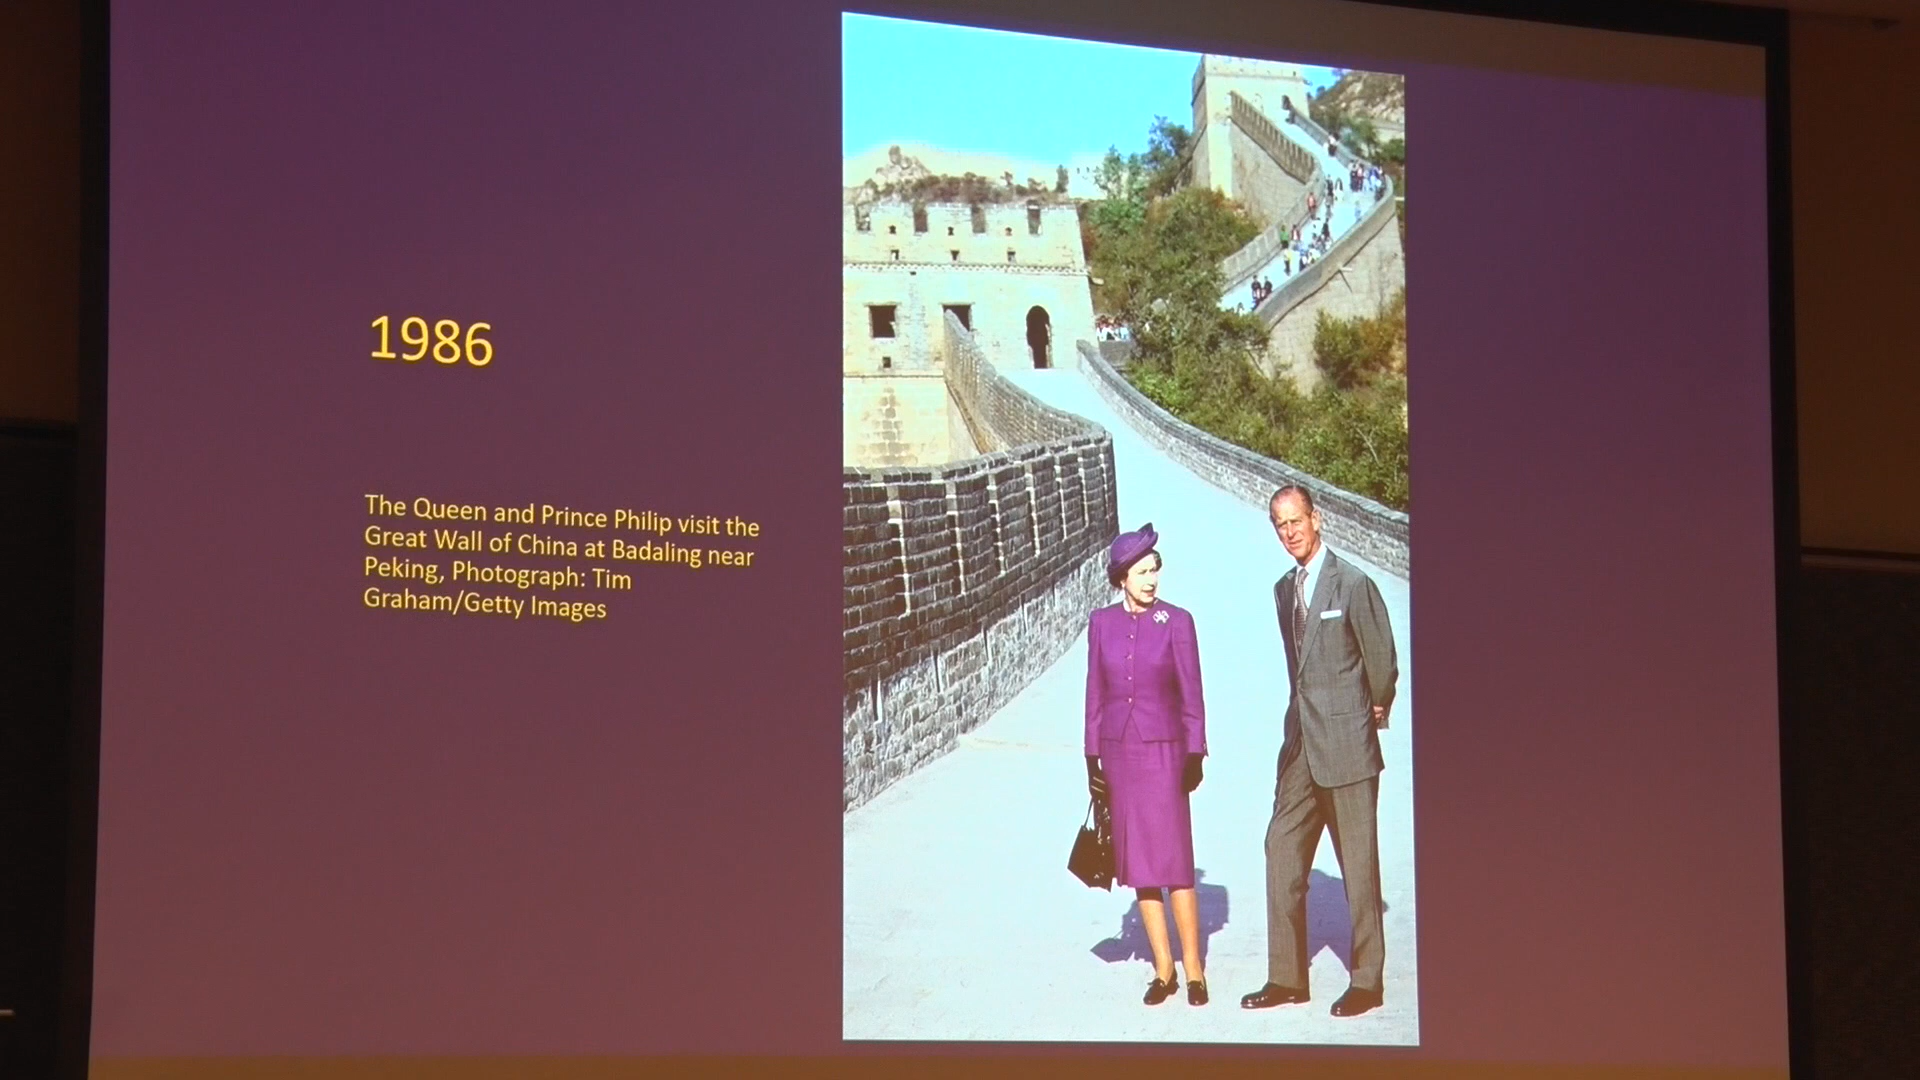 1986
The Queen and Prince Philip visit the
Great Wall of China at Badaling near
Peking, Photograph: Tim
Graham/Getty Images